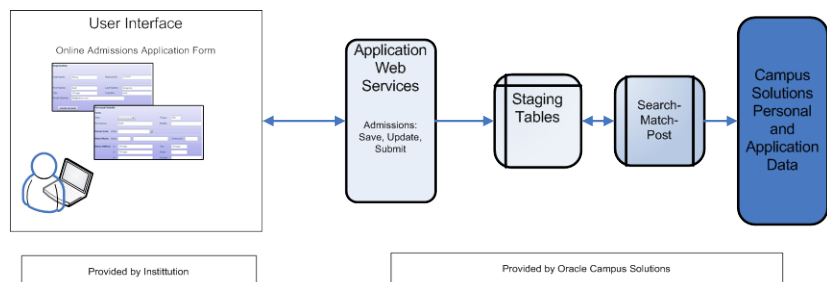 User Interface
Online Admissions Application Form
Application
Web
Services
Admissions:
Save, Update,
Submit
Staging
Tables
Search-
Match-
Post
Campus
Solutions
Personal
and
Application
Data
Provided by Instittution
Provided by Oracle Campus Solutions